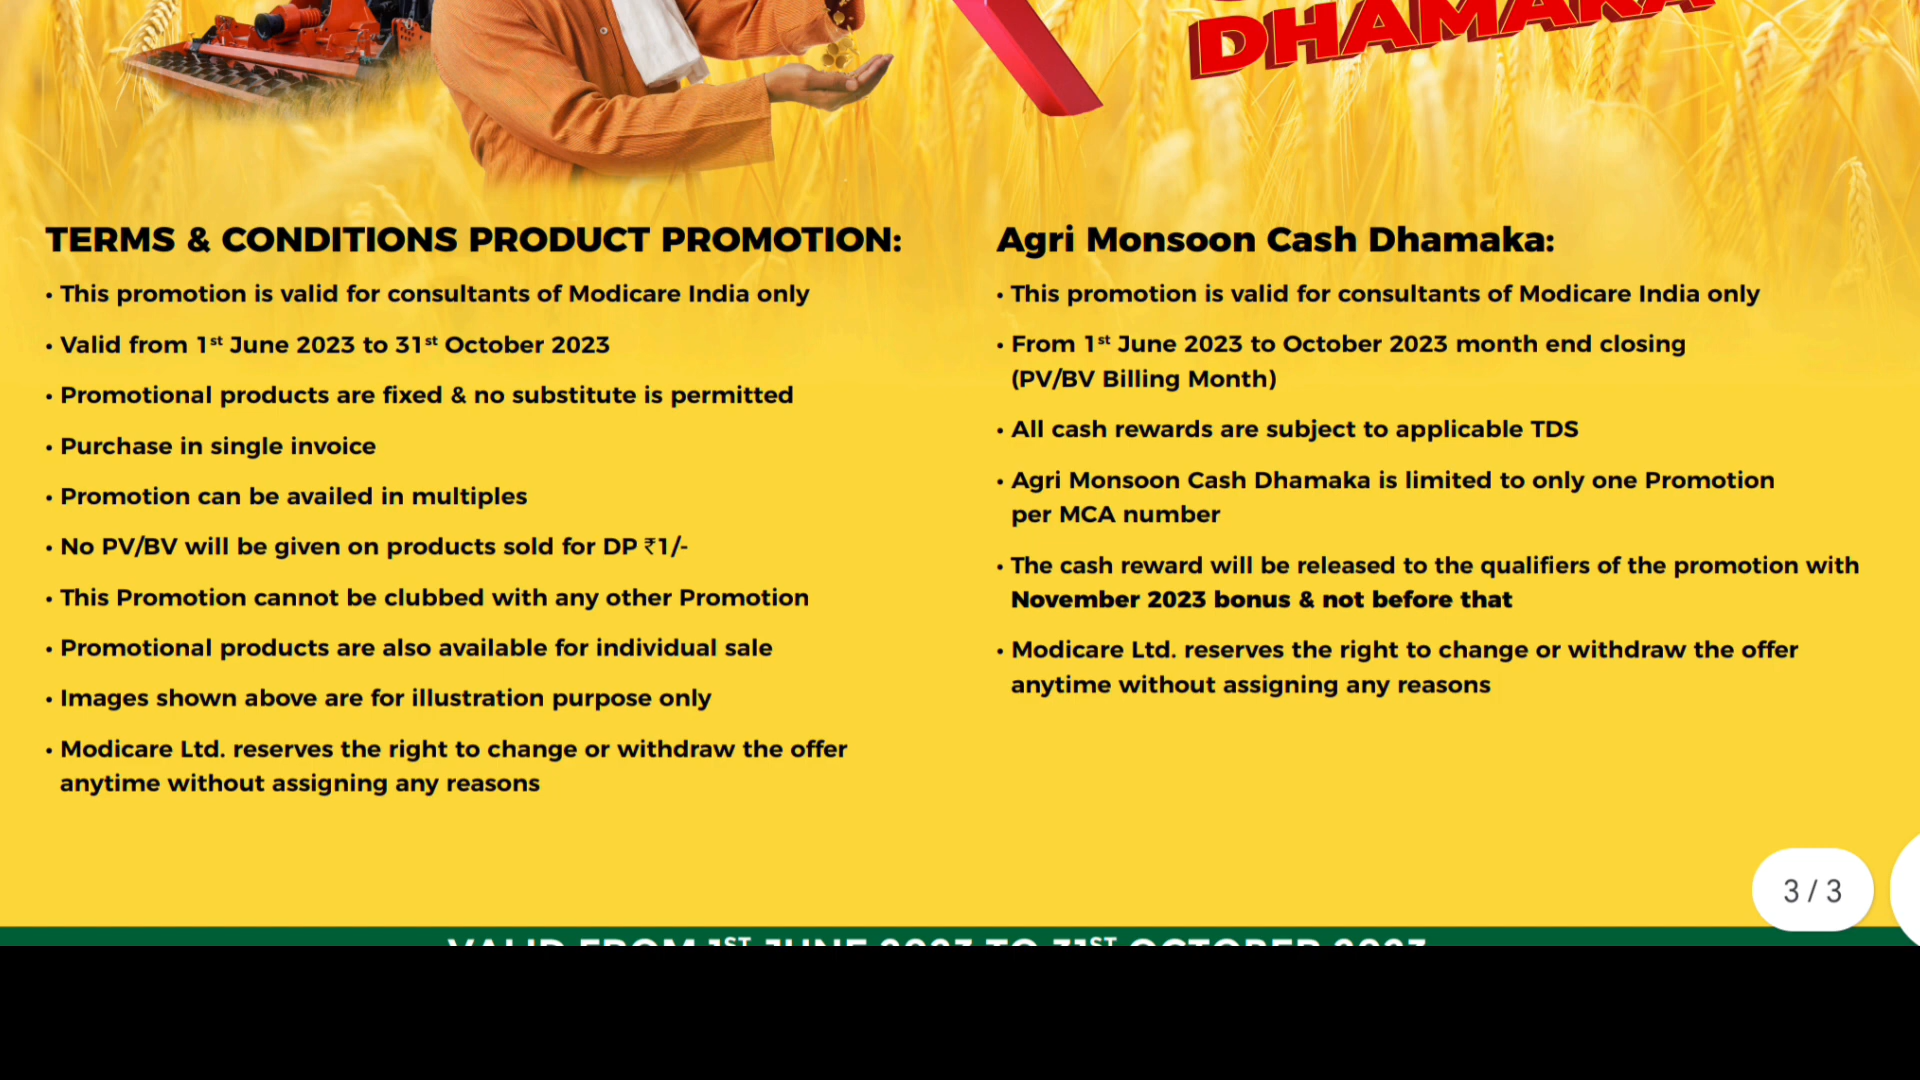 DHAMAKA
TERMS & CONDITIONS PRODUCT PROMOTION:
• This promotion is valid for consultants of Modicare India only
• Valid from 1st June 2023 to 31st October 2023
• Promotional products are fixed & no substitute is permitted
• Purchase in single invoice
• Promotion can be availed in multiples
• No PV/BV will be given on products sold for DP ₹1/-
• This Promotion cannot be clubbed with any other Promotion
• Promotional products are also available for individual sale
• Images shown above are for illustration purpose only
• Modicare Ltd. reserves the right to change or withdraw the offer
anytime without assigning any reasons
Agri Monsoon Cash Dhamaka:
• This promotion is valid for consultants of Modicare India only
• From 1st June 2023 to October 2023 month end closing
(PV/BV Billing Month)
• All cash rewards are subject to applicable TDS
• Agri Monsoon Cash Dhamaka is limited to only one Promotion
per MCA number
• The cash reward will be released to the qualifiers of the promotion with
November 2023 bonus & not before that
• Modicare Ltd. reserves the right to change or withdraw the offer
anytime without assigning any reasons
3 / 3
VALID FROM 1ST JUNE 2023 TO 31ST OCTOBER 2023